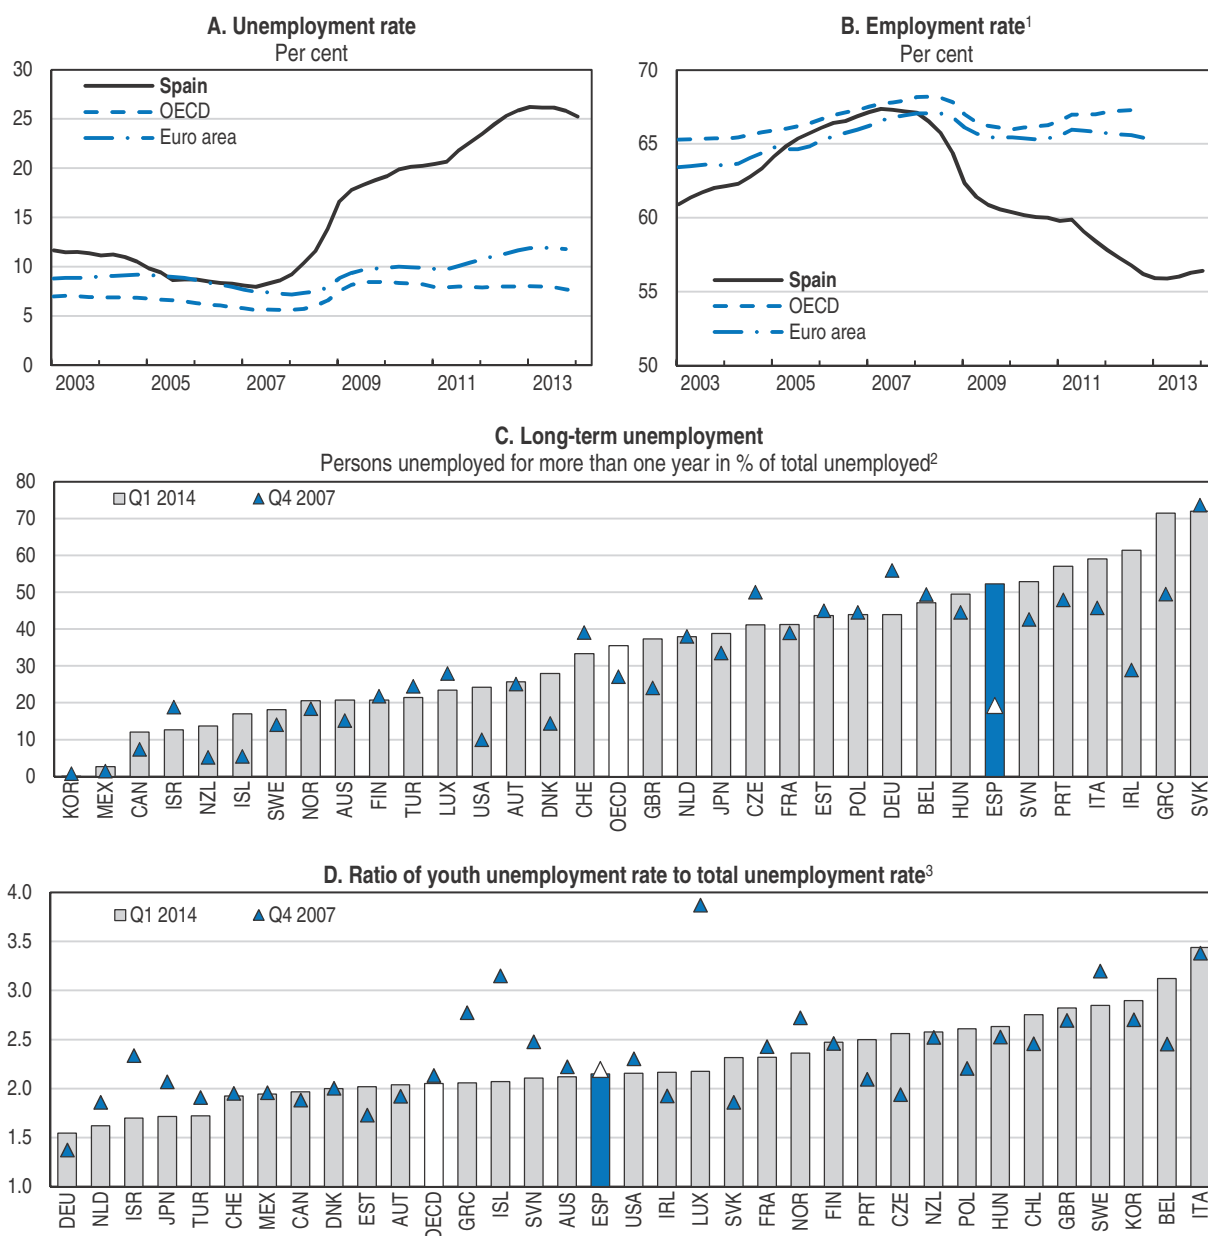 A. Unemployment rate
Per cent
30
25
20
15
10
5
0
Spain
OECD
Euro area
2003 2005 2007 2009 2011 2013
B. Employment rate¹
Per cent
70
65
60
55
50
Spain
OECD
Euro area
2003 2005 2007 2009 2011 2013
C. Long-term unemployment
Persons unemployed for more than one year in % of total unemployed²
80
70
60
50
40
30
20
10
0
Q1 2014 Q4 2007
KOR MEX CAN ISR NZL ISL SWE NOR AUS FIN TUR LUX USA AUT DNK CHE OECD GBR NLD JPN CZE FRA EST POL DEU BEL HUN ESP SVN PRT ITA IRL GRC SVK
D. Ratio of youth unemployment rate to total unemployment rate³
4.0
3.5
3.0
2.5
2.0
1.5
1.0
Q1 2014 Q4 2007
DEU NLD ISR JPN TUR CHE MEX CAN DNK EST AUT OECD GRC ISL SVN AUS ESP USA IRL LUX SVK FRA NOR FIN PRT CZE NZL POL HUN CHL GBR SWE KOR BEL ITA